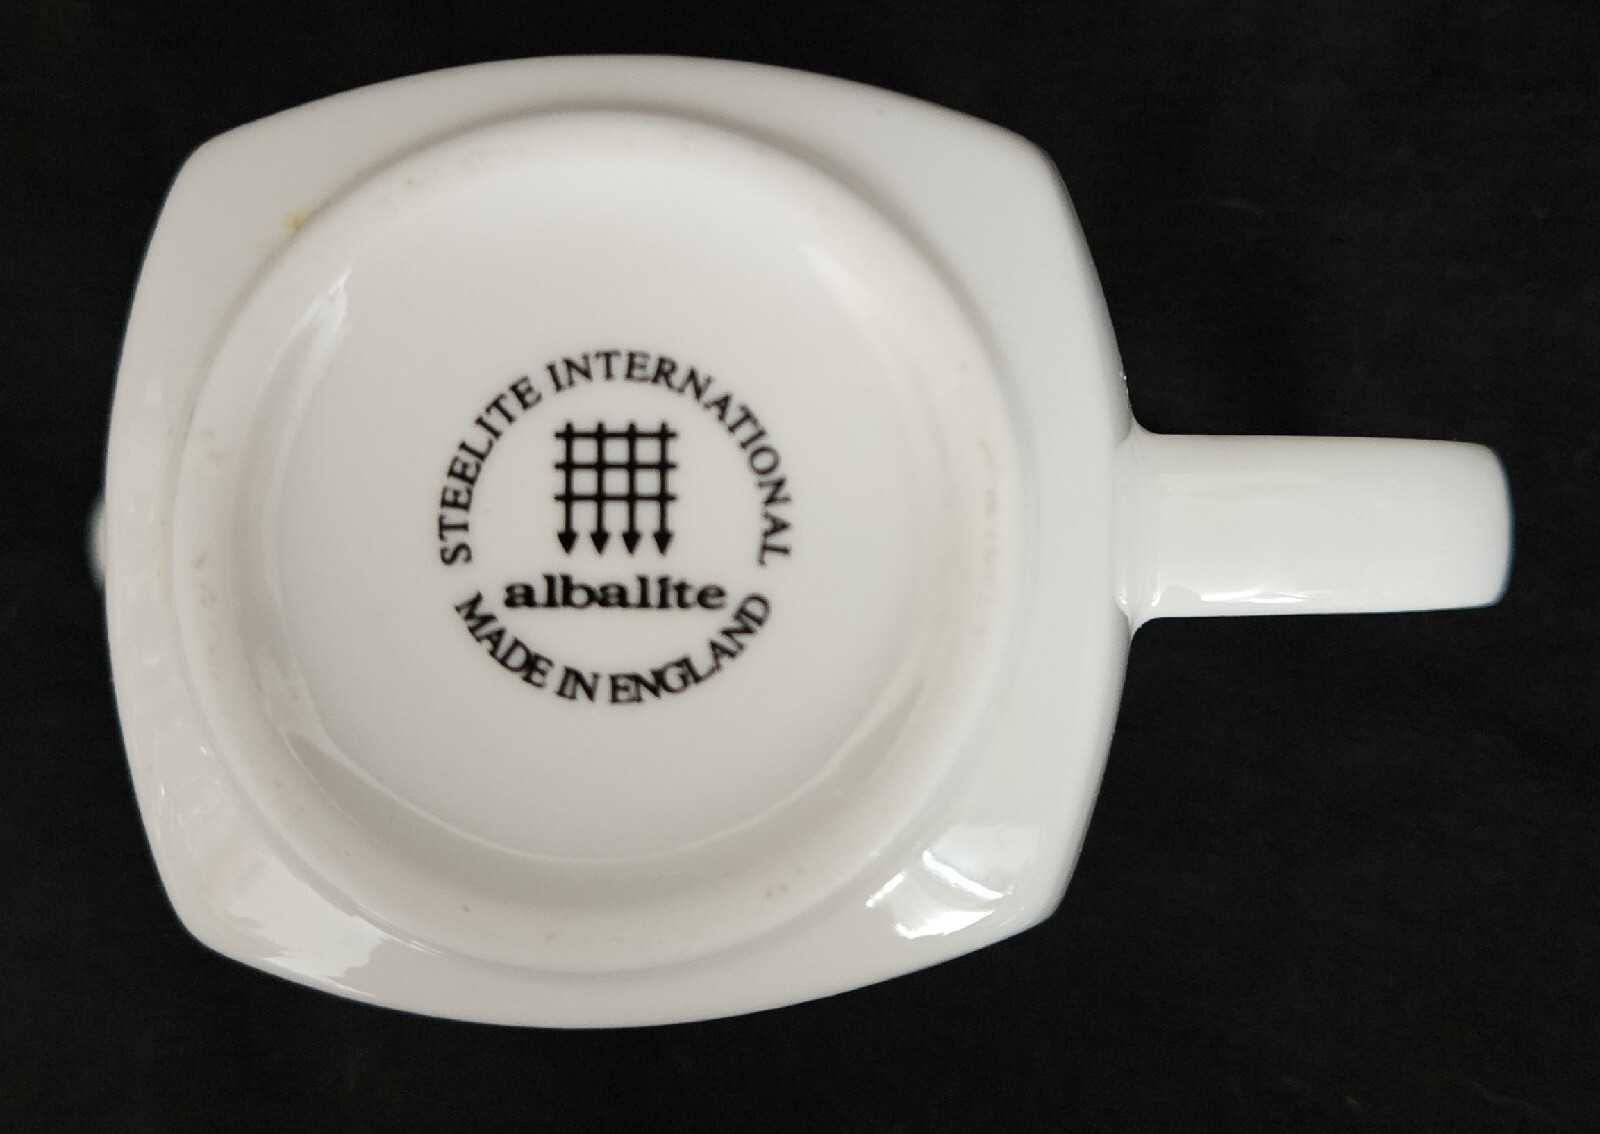 STEELITE INTERNATIONAL
albalite
MADE IN ENGLAND